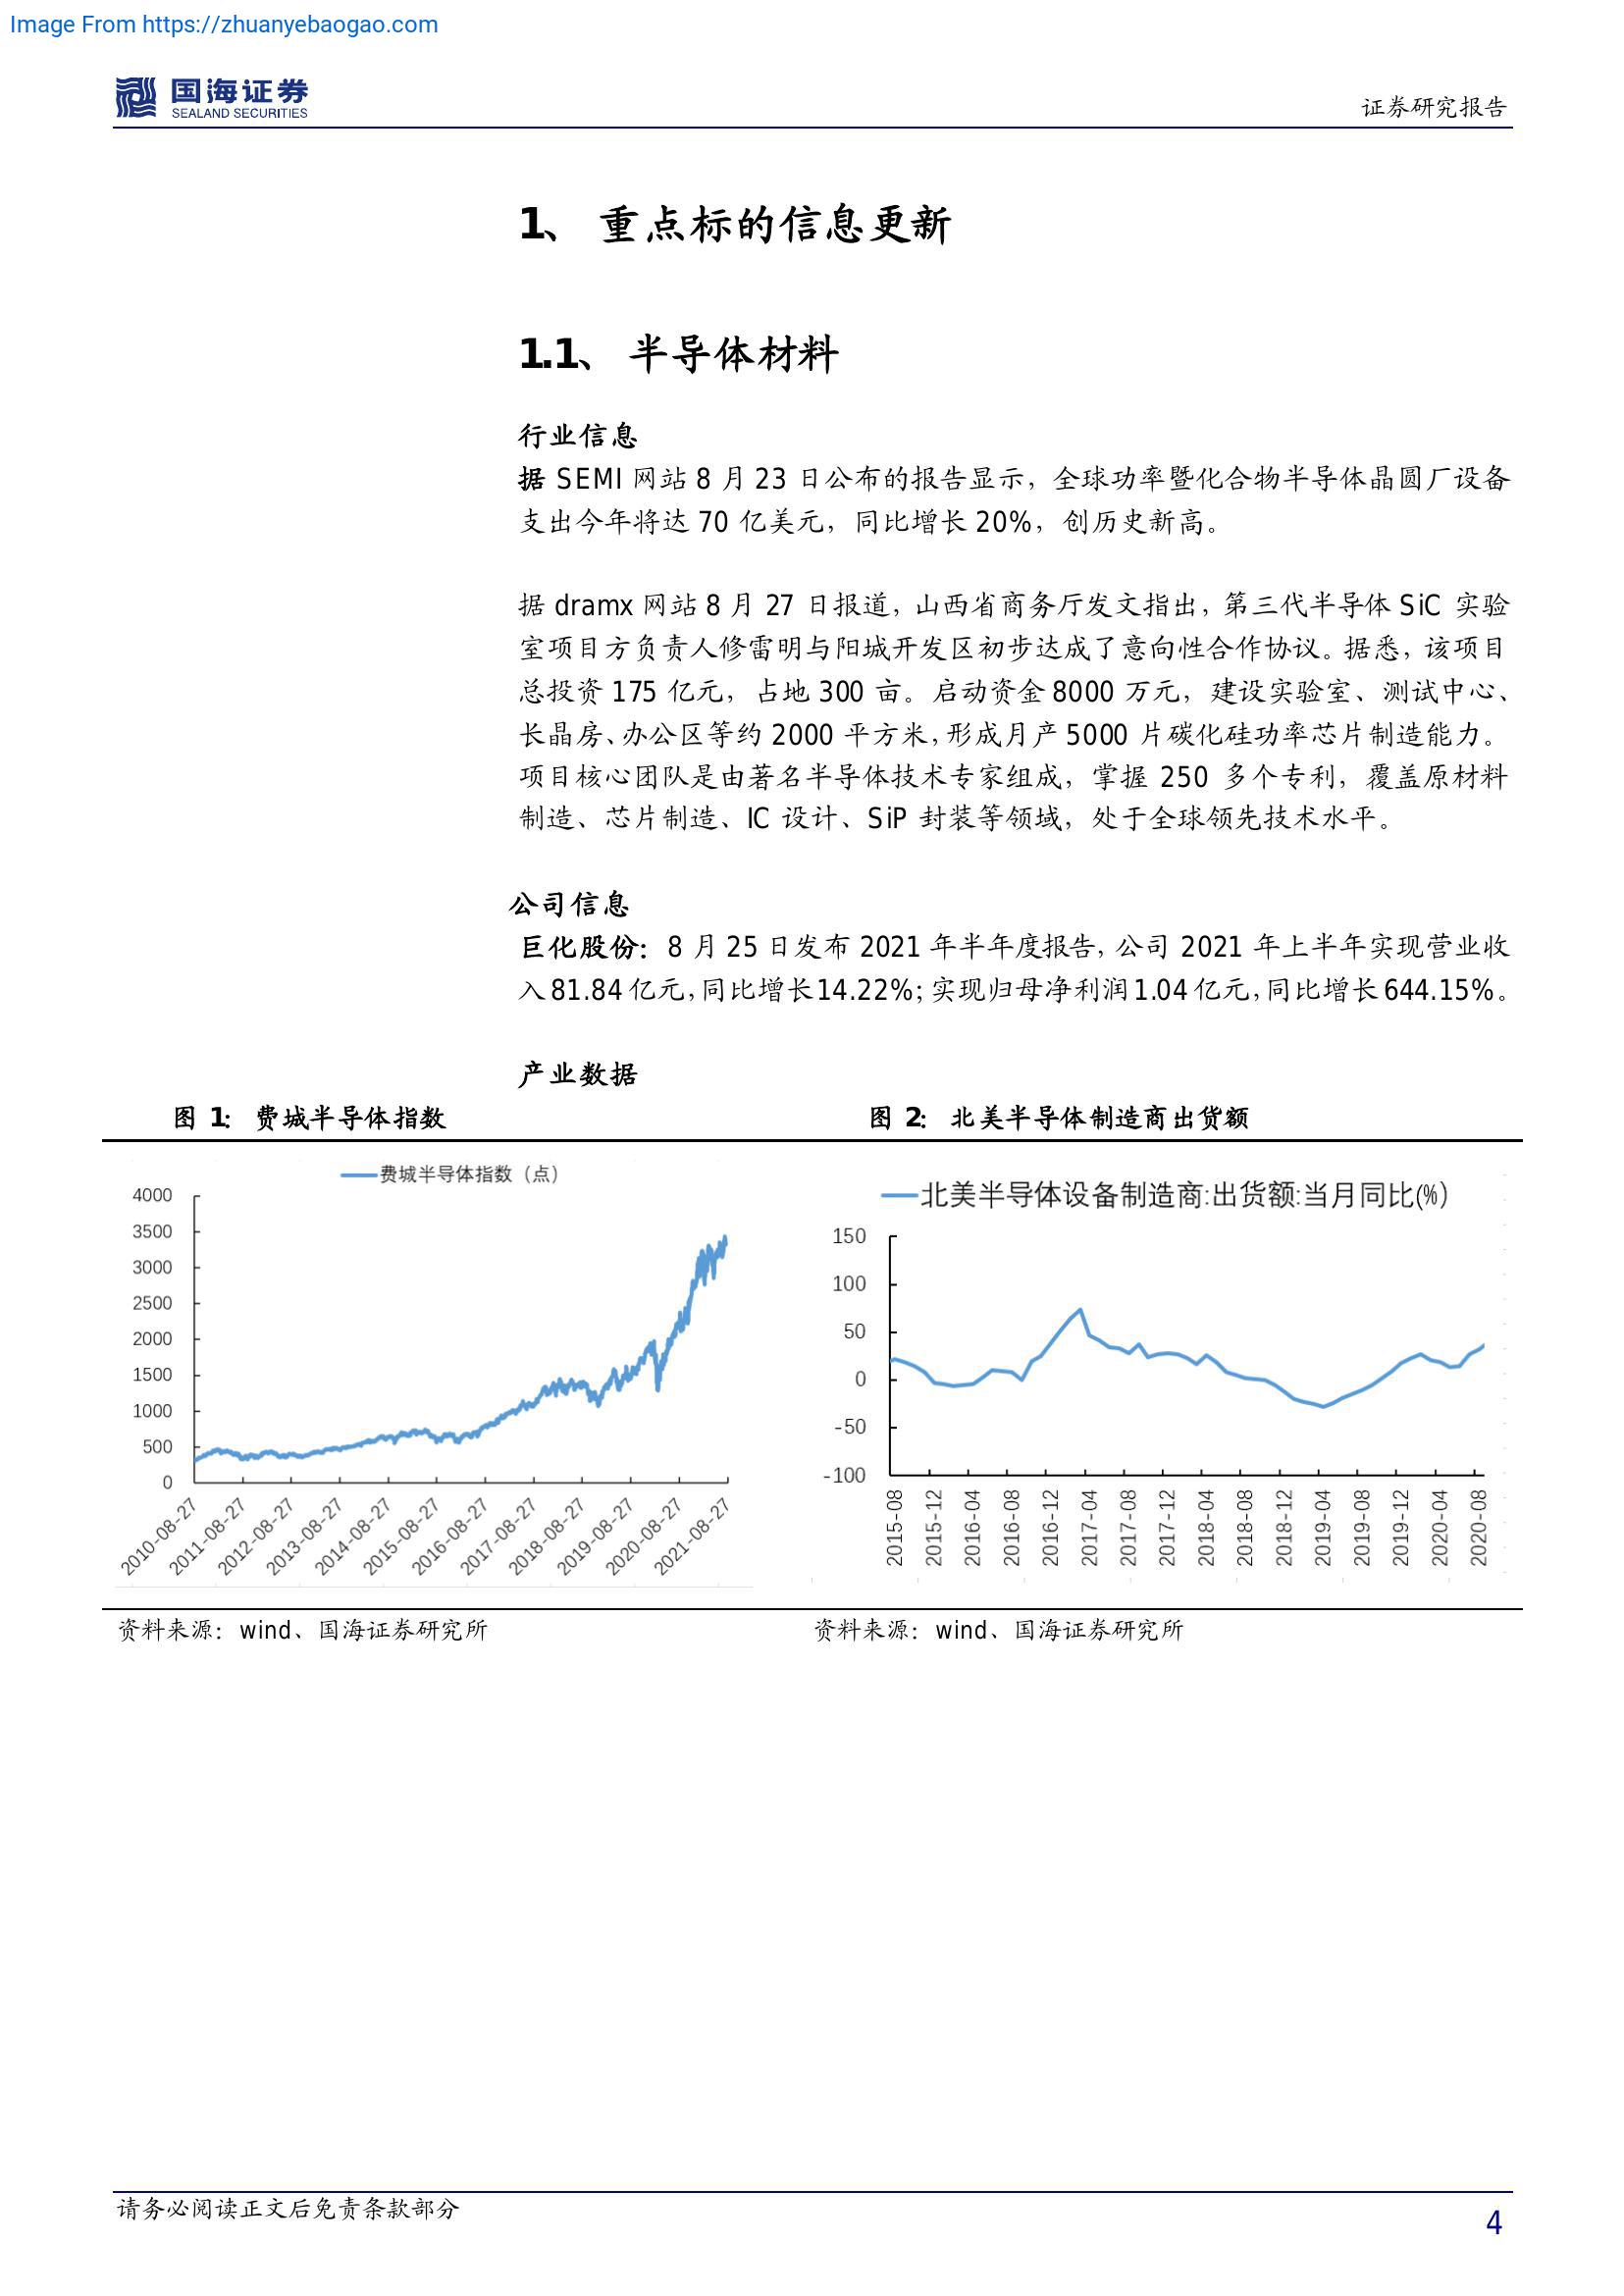 Image From https://zhuanyebaogao.com
国海证券
SEALAND SECURITIES
证券研究报告
1、 重点标的信息更新
1.1、 半导体材料
行业信息
据 SEMI 网站 8 月 23 日公布的报告显示，全球功率暨化合物半导体晶圆厂设备
支出今年将达 70 亿美元，同比增长 20%，创历史新高。
据 dramx 网站 8 月 27 日报道，山西省商务厅发文指出，第三代半导体 SiC 实验
室项目方负责人修雷明与阳城开发区初步达成了意向性合作协议。据悉，该项目
总投资 175 亿元，占地 300 亩。启动资金 8000 万元，建设实验室、测试中心、
长晶房、办公区等约 2000 平方米，形成月产 5000 片碳化硅功率芯片制造能力。
项目核心团队是由著名半导体技术专家组成，掌握 250 多个专利，覆盖原材料
制造、芯片制造、IC 设计、SiP 封装等领域，处于全球领先技术水平。
公司信息
巨化股份：8 月 25 日发布 2021 年半年度报告，公司 2021 年上半年实现营业收
入 81.84 亿元，同比增长 14.22%；实现归母净利润 1.04 亿元，同比增长 644.15%。
产业数据
图 1： 费城半导体指数
费城半导体指数（点）
4000
3500
3000
2500
2000
1500
1000
500
0
2010-08-27
2011-08-27
2012-08-27
2013-08-27
2014-08-27
2015-08-27
2016-08-27
2017-08-27
2018-08-27
2019-08-27
2020-08-27
2021-08-27
资料来源：wind、国海证券研究所
图 2： 北美半导体制造商出货额
北美半导体设备制造商:出货额:当月同比(%)
150
100
50
0
-50
-100
2015-08
2015-12
2016-04
2016-08
2016-12
2017-04
2017-08
2017-12
2018-04
2018-08
2018-12
2019-04
2019-08
2019-12
2020-04
2020-08
资料来源：wind、国海证券研究所
请务必阅读正文后免责条款部分
4